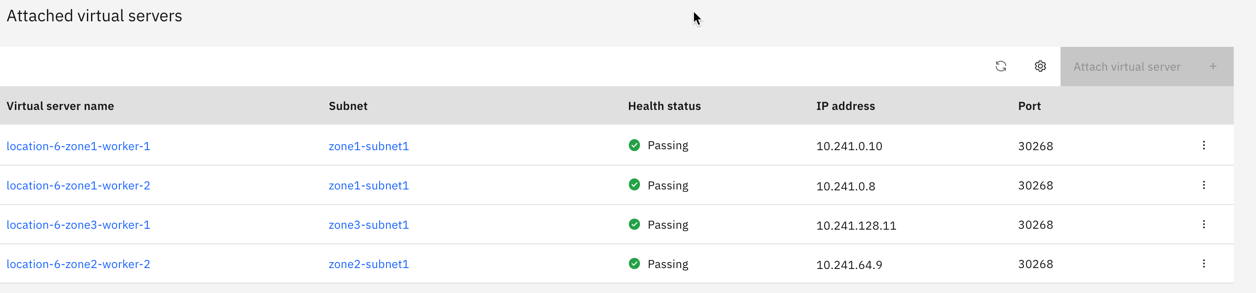 Attached virtual servers
Attach virtual server +
Virtual server name Subnet Health status IP address Port
location-6-zone1-worker-1 zone1-subnet1 Passing 10.241.0.10 30268
location-6-zone1-worker-2 zone1-subnet1 Passing 10.241.0.8 30268
location-6-zone3-worker-1 zone3-subnet1 Passing 10.241.128.11 30268
location-6-zone2-worker-2 zone2-subnet1 Passing 10.241.64.9 30268